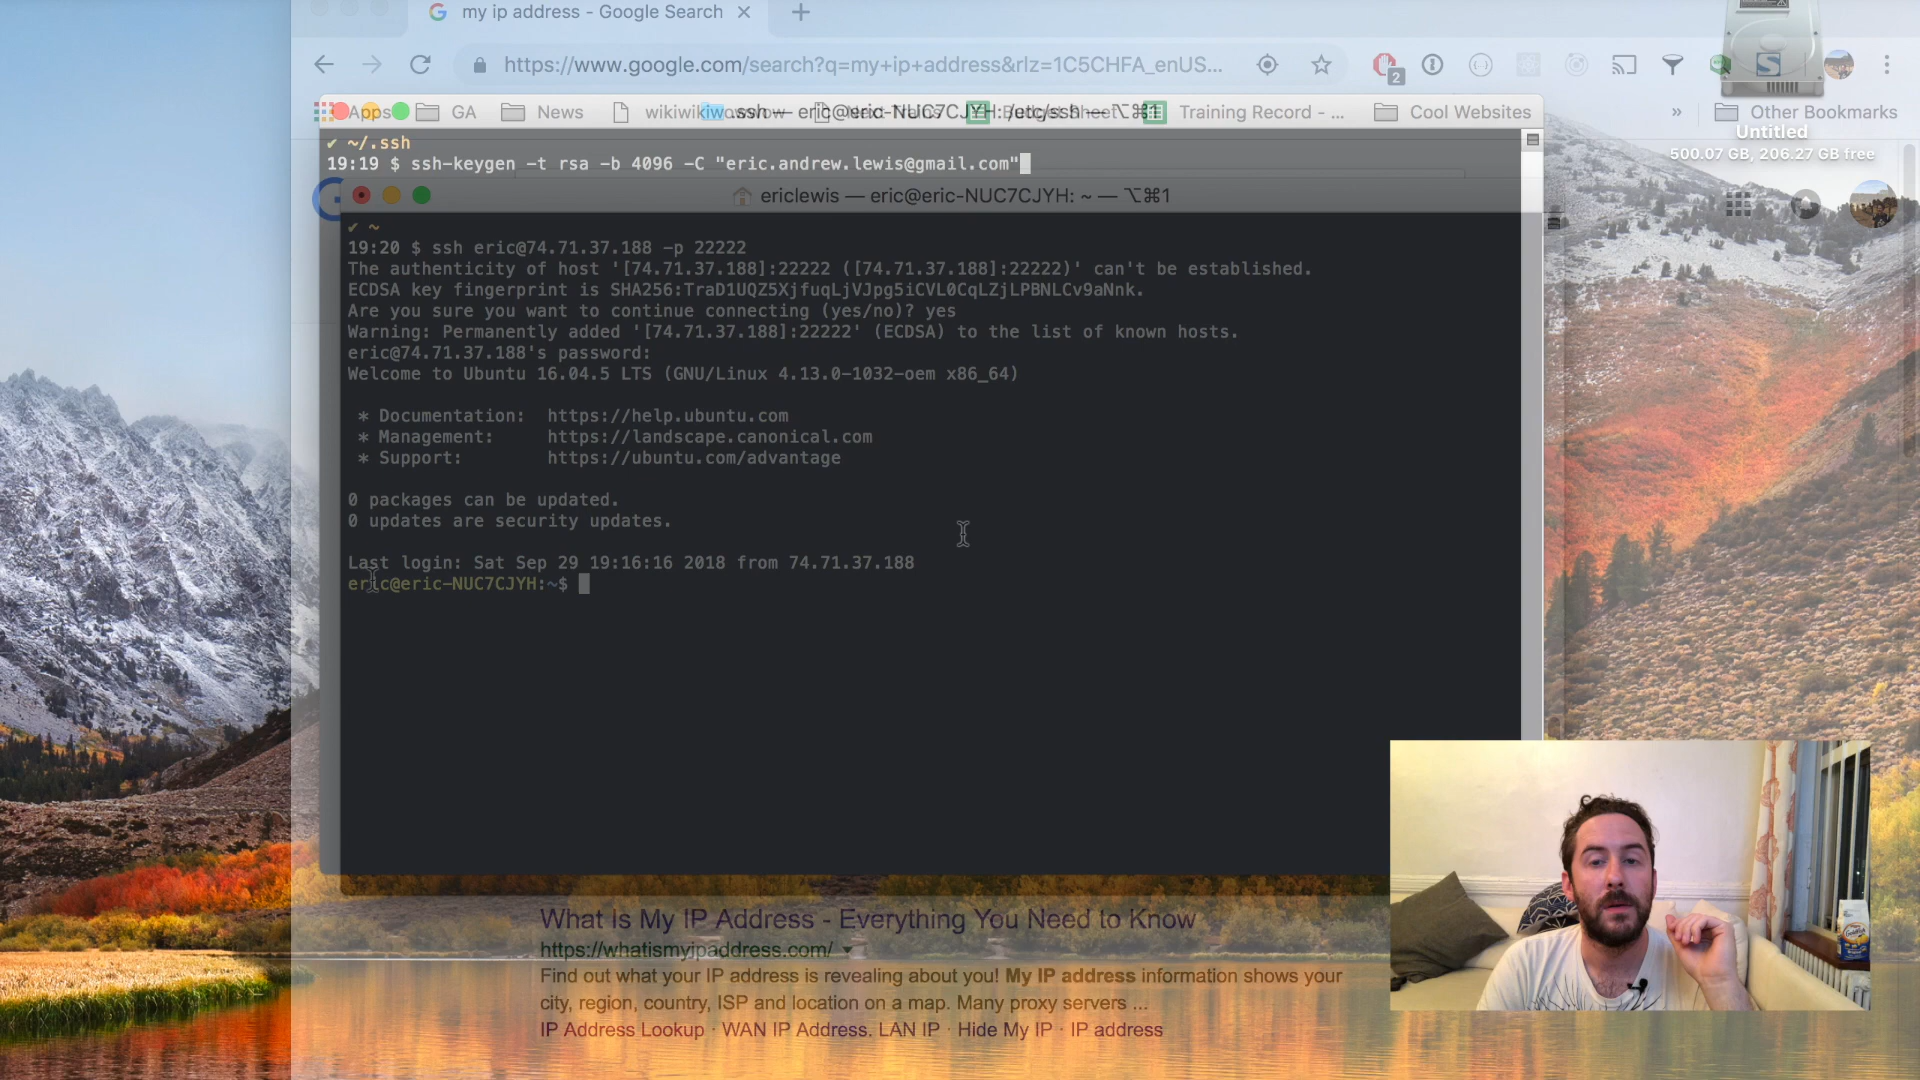 my ip address - Google Search
https://www.google.com/search?q=my+ip+address&rlz=1C5CHFA_enUS...
2
Apps
GA
News
wikiwikiwowwow
.ssh — eric@eric-NUC7CJYH: /etc/ssh — ⌥⌘1
Training Record - ...
Cool Websites
»
Other Bookmarks
Untitled
500.07 GB, 206.27 GB free
✔ ~/.ssh
19:19 $ ssh-keygen -t rsa -b 4096 -C "eric.andrew.lewis@gmail.com"
ericlewis — eric@eric-NUC7CJYH: ~ — ⌥⌘1
✔ ~
19:20 $ ssh eric@74.71.37.188 -p 22222
The authenticity of host '[74.71.37.188]:22222 ([74.71.37.188]:22222)' can't be established.
ECDSA key fingerprint is SHA256:TraD1UQZ5XjfuqLjVJpg5iCVL0CqLZjLPBNLCv9aNnk.
Are you sure you want to continue connecting (yes/no)? yes
Warning: Permanently added '[74.71.37.188]:22222' (ECDSA) to the list of known hosts.
eric@74.71.37.188's password:
Welcome to Ubuntu 16.04.5 LTS (GNU/Linux 4.13.0-1032-oem x86_64)
* Documentation: https://help.ubuntu.com
* Management: https://landscape.canonical.com
* Support: https://ubuntu.com/advantage
0 packages can be updated.
0 updates are security updates.
Last login: Sat Sep 29 19:16:16 2018 from 74.71.37.188
eric@eric-NUC7CJYH:~$
What Is My IP Address - Everything You Need to Know
https://whatismyipaddress.com/
Find out what your IP address is revealing about you! My IP address information shows your
city, region, country, ISP and location on a map. Many proxy servers ...
IP Address Lookup · WAN IP Address. LAN IP · Hide My IP · IP address